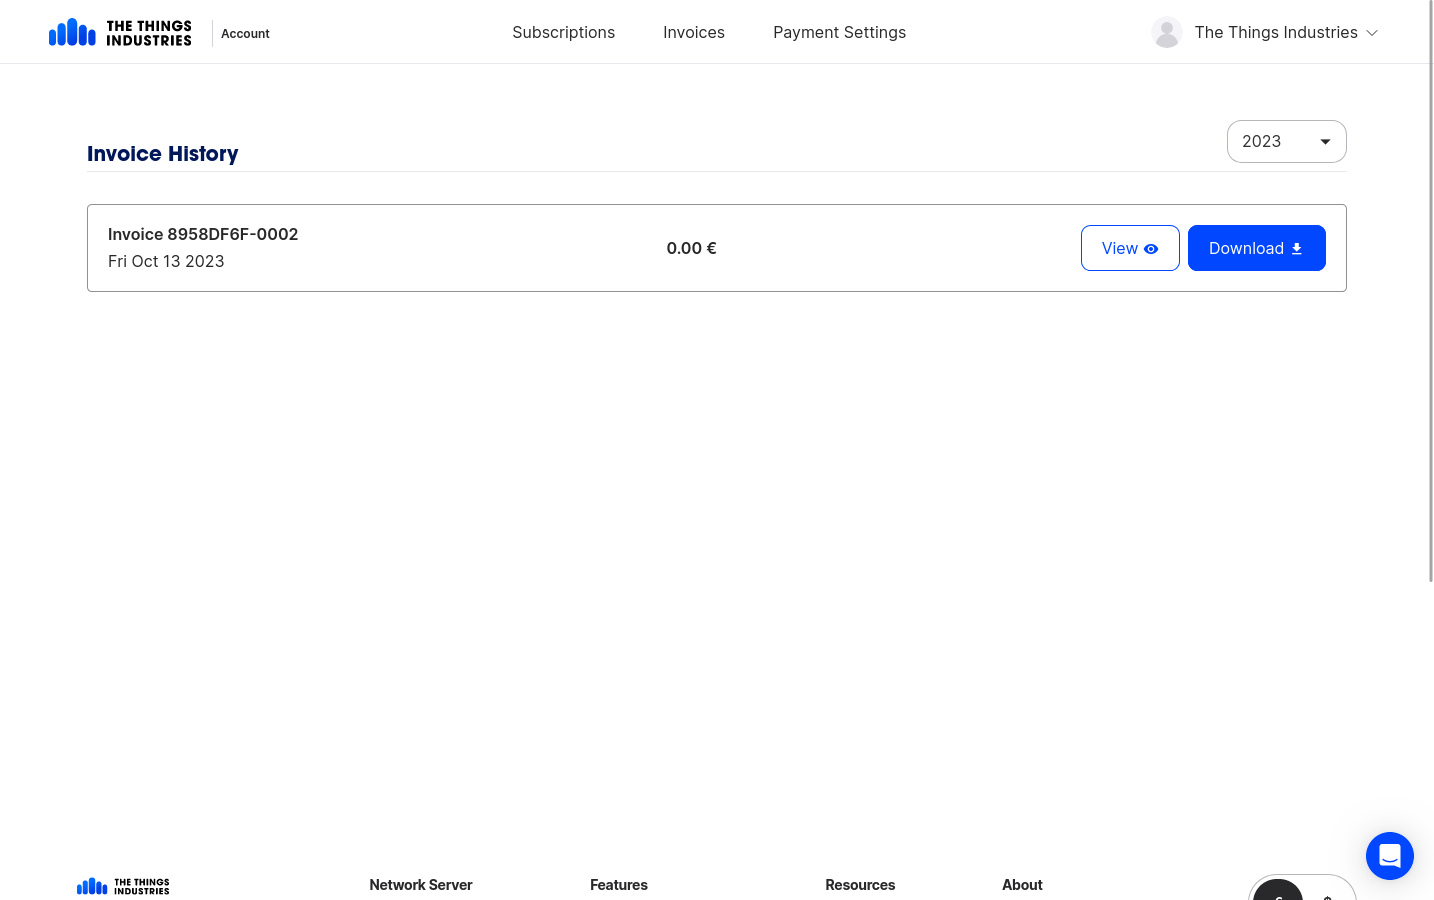 THE THINGS
INDUSTRIES
Account
Subscriptions
Invoices
Payment Settings
The Things Industries
Invoice History
2023
Invoice 8958DF6F-0002
Fri Oct 13 2023
0.00 €
View
Download
THE THINGS
INDUSTRIES
Network Server
Features
Resources
About